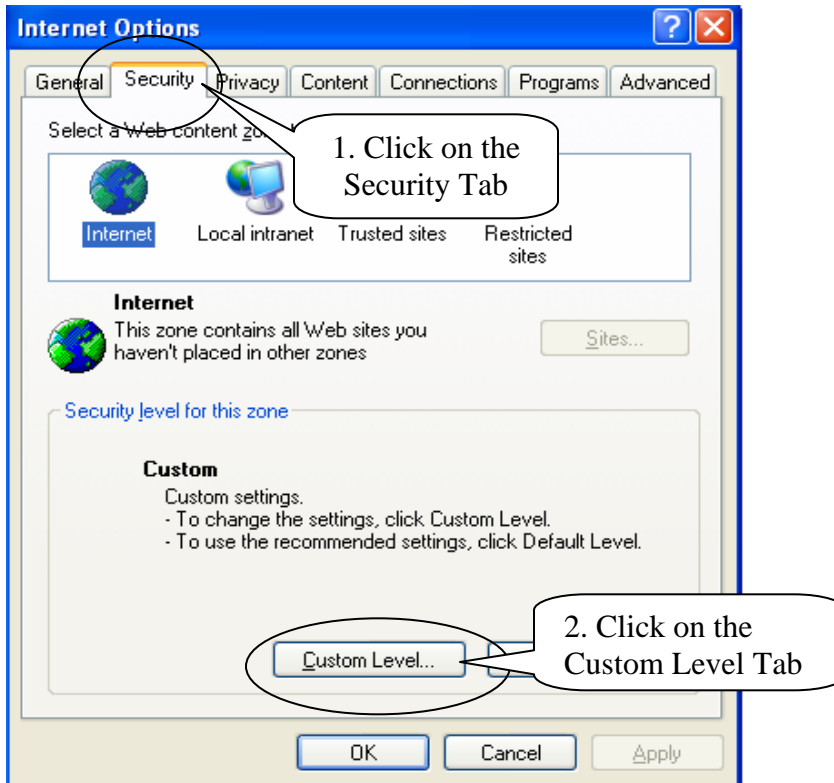 Internet Options
General Security Privacy Content Connections Programs Advanced
Select a Web content
1. Click on the
Security Tab
Internet Local intranet Trusted sites Restricted
sites
Internet
This zone contains all Web sites you
haven't placed in other zones
Sites...
Security level for this zone
Custom
Custom settings.
- To change the settings, click Custom Level.
- To use the recommended settings, click Default Level.
2. Click on the
Custom Level Tab
Custom Level...
OK Cancel Apply